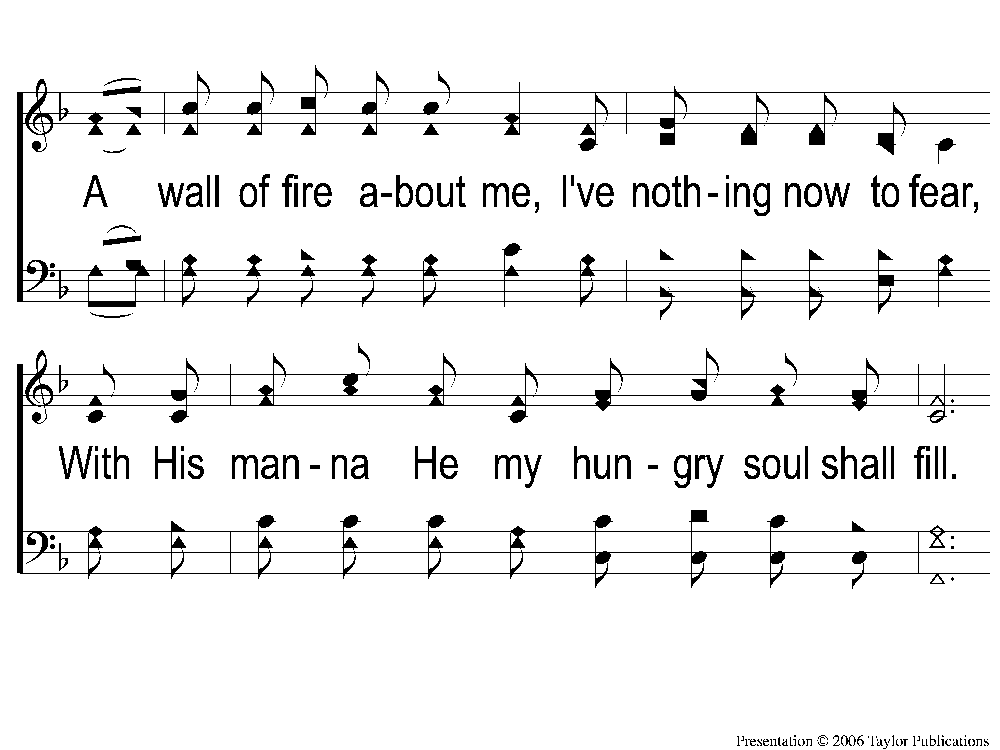 A wall of fire a-bout me, I've noth-ing now to fear,
With His man-na He my hun-gry soul shall fill.
Presentation © 2006 Taylor Publications